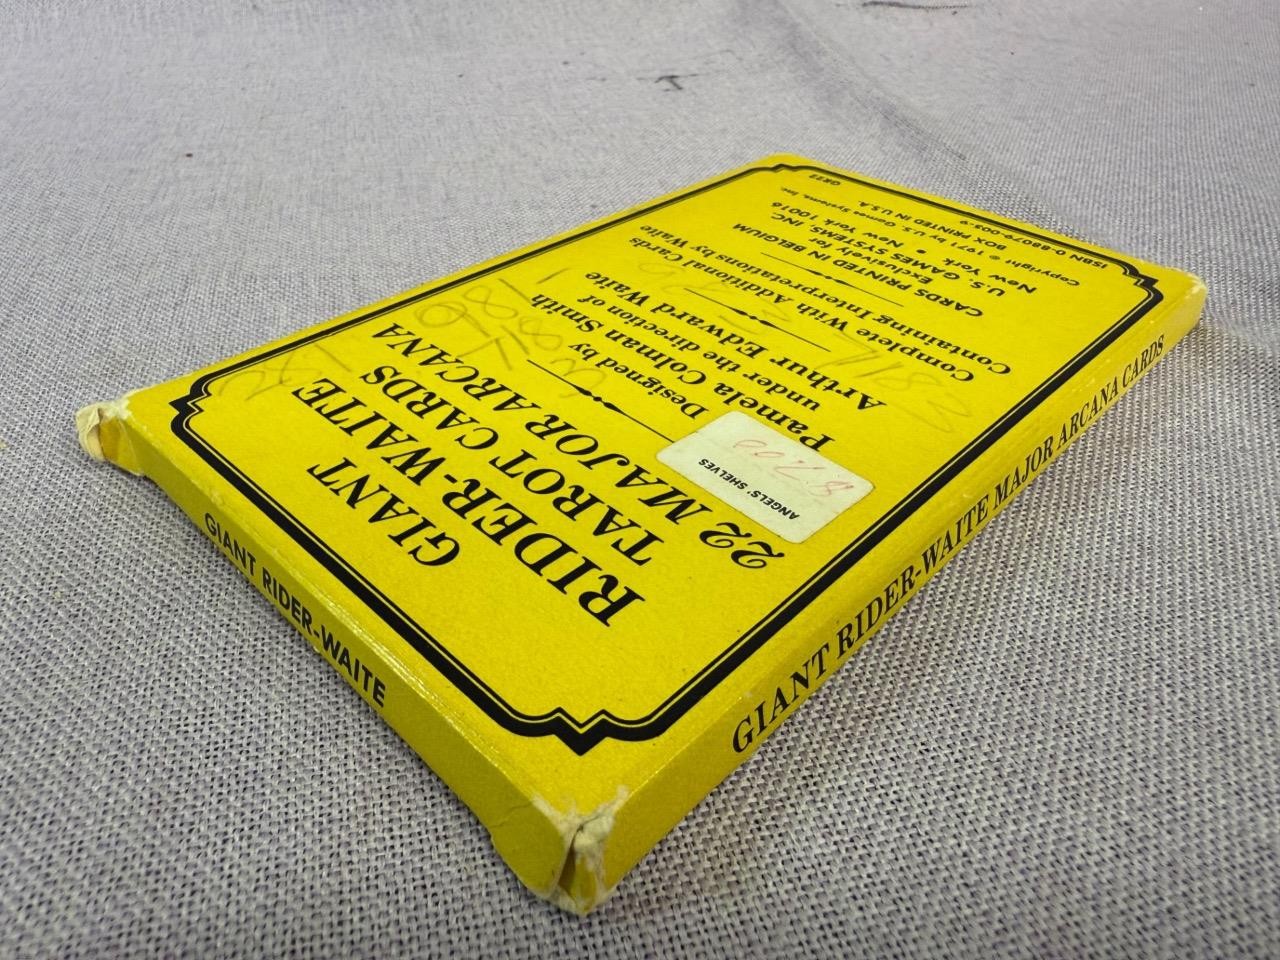 GIANT
RIDER-WAITE
TAROT CARDS
22 MAJOR ARCANA
Designed by
Pamela Colman Smith
under the direction of
Arthur Edward Waite
Complete With Additional Cards
Containing Interpretations by Waite
CARDS PRINTED IN BELGIUM
Exclusively for
U.S. GAMES SYSTEMS, INC.
New York • New York 10016
Copyright © 1971 by U.S. Games Systems, Inc.
BOX PRINTED IN U.S.A.
ISBN 0-88079-005-9
GR22
ANGELS' SHELVES
GIANT RIDER-WAITE
GIANT RIDER-WAITE MAJOR ARCANA CARDS